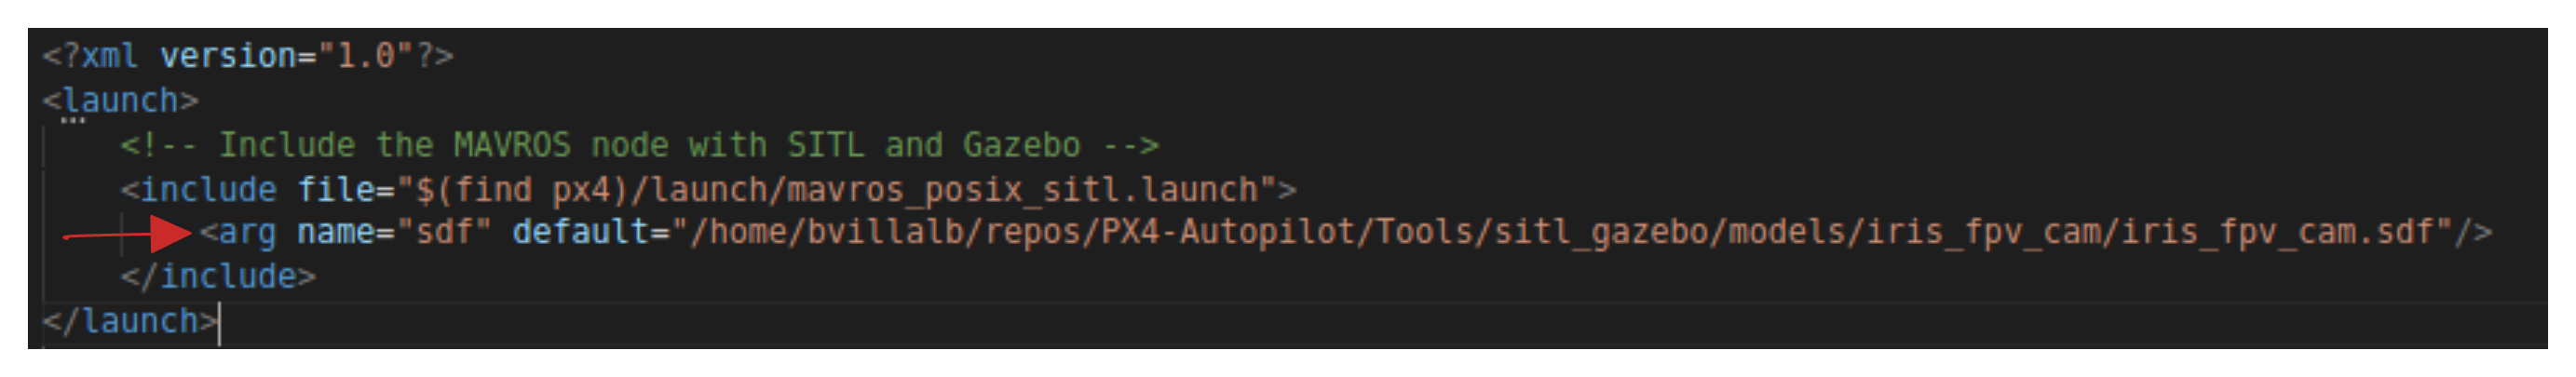 <?xml version="1.0"?>
<launch>
<!-- Include the MAVROS node with SITL and Gazebo -->
<include file="$(find px4)/launch/mavros_posix_sitl.launch">
<arg name="sdf" default="/home/bvillalb/repos/PX4-Autopilot/Tools/sitl_gazebo/models/iris_fpv_cam/iris_fpv_cam.sdf"/>
</include>
</launch>